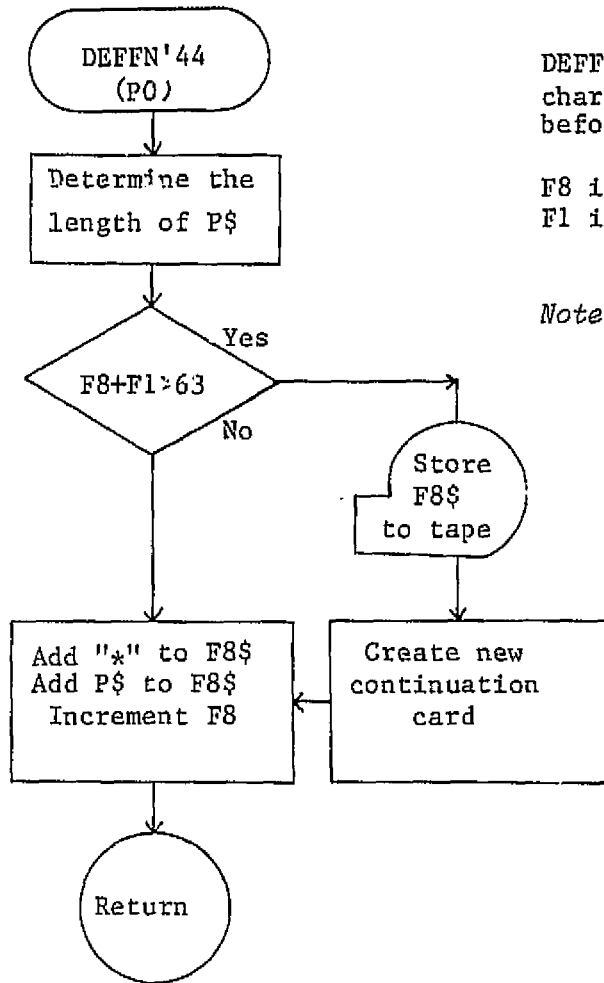 DEFFN'44
(P0)
Determine the
length of P$
F8+F1>63
Yes
No
Store
F8$
to tape
Add "*" to F8$
Add P$ to F8$
Increment F8
Create new
continuation
card
Return
DEFF
char
befo
F8 i
F1 i
Note